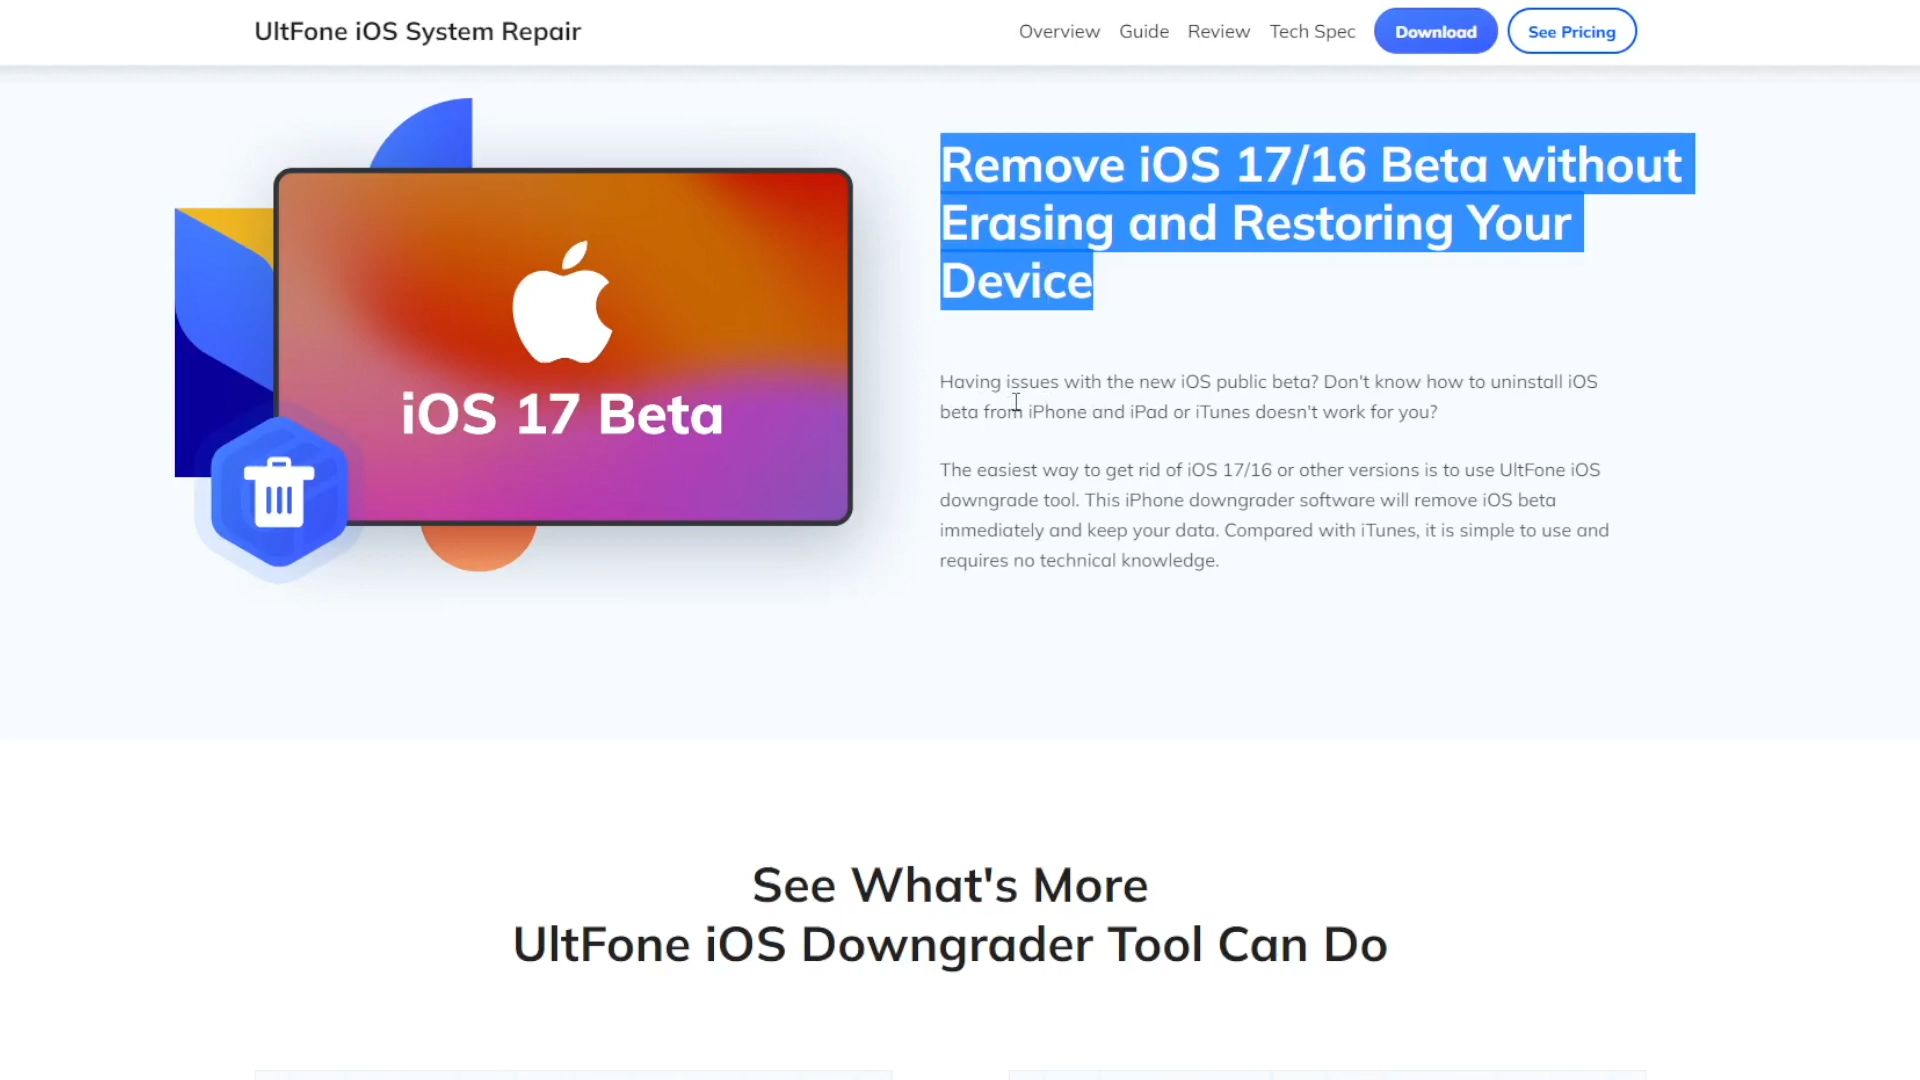 UltFone iOS System Repair
Overview
Guide
Review
Tech Spec
Download
See Pricing
iOS 17 Beta
Remove iOS 17/16 Beta without
Erasing and Restoring Your
Device
Having issues with the new iOS public beta? Don't know how to uninstall iOS
beta from iPhone and iPad or iTunes doesn't work for you?
The easiest way to get rid of iOS 17/16 or other versions is to use UltFone iOS
downgrade tool. This iPhone downgrader software will remove iOS beta
immediately and keep your data. Compared with iTunes, it is simple to use and
requires no technical knowledge.
See What's More
UltFone iOS Downgrader Tool Can Do